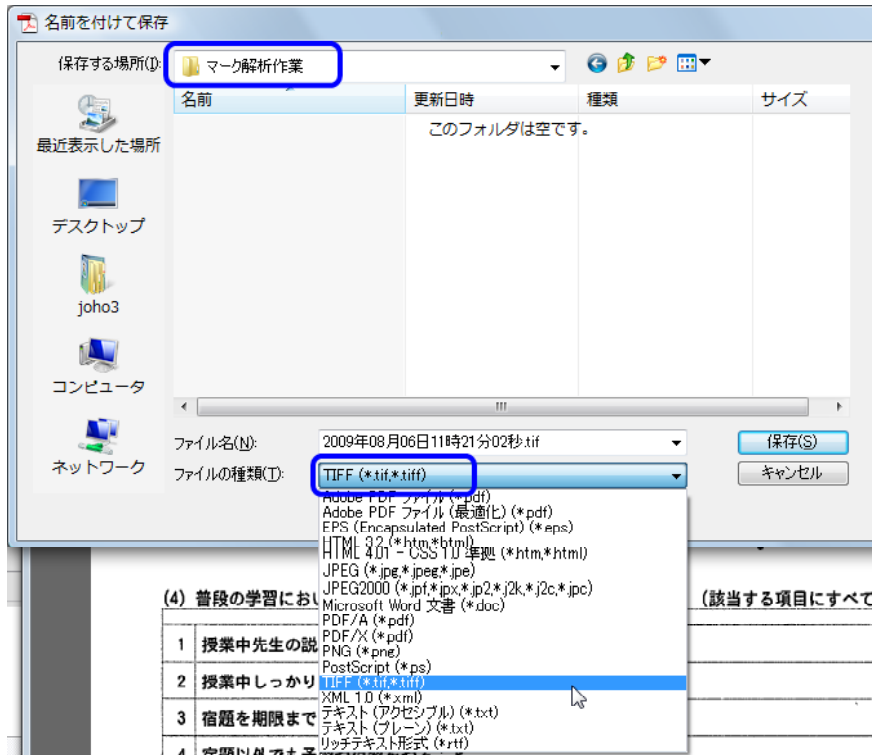 名前を付けて保存
保存する場所(I):
マーク解析作業
名前
更新日時
種類
サイズ
このフォルダは空です。
最近表示した場所
デスクトップ
joho3
コンピュータ
ネットワーク
ファイル名(N):
2009年08月06日11時21分02秒.tif
保存(S)
ファイルの種類(T):
TIFF (*.tif,*.tiff)
キャンセル
Adobe PDF ファイル (*.pdf)
Adobe PDF ファイル (最適化) (*.pdf)
EPS (Encapsulated PostScript) (*.eps)
HTML 3.2 (*.htm,*.html)
HTML 4.01 - CSS 1.0 準拠 (*.htm,*.html)
JPEG (*.jpg,*.jpeg,*.jpe)
JPEG2000 (*.jpf,*.jpx,*.jp2,*.j2k,*.j2c,*.jpc)
Microsoft Word 文書 (*.doc)
PDF/A (*.pdf)
PDF/X (*.pdf)
PNG (*.png)
PostScript (*.ps)
TIFF (*.tif,*.tiff)
XML 1.0 (*.xml)
テキスト (アクセシブル) (*.txt)
テキスト (プレーン) (*.txt)
リッチテキスト形式 (*.rtf)
(4) 普段の学習にお
(該当する項目にすべて
1 授業中先生の説
2 授業中しっかり
3 宿題を期限まで
4 宿題以外でも予